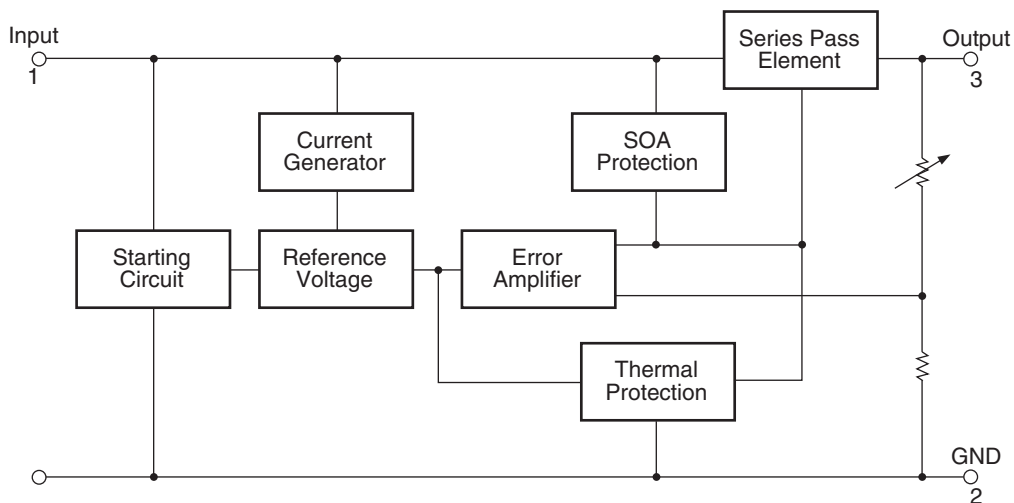 Input
1
Series Pass
Element
Output
3
Current
Generator
SOA
Protection
Starting
Circuit
Reference
Voltage
Error
Amplifier
Thermal
Protection
GND
2